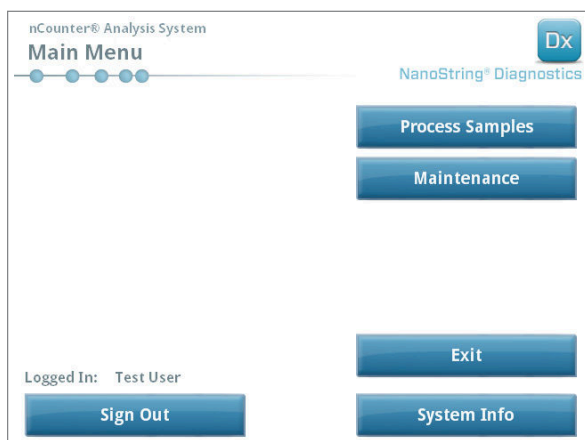 nCounter® Analysis System
Main Menu
Dx
NanoString® Diagnostics
Process Samples
Maintenance
Exit
Logged In: Test User
Sign Out
System Info